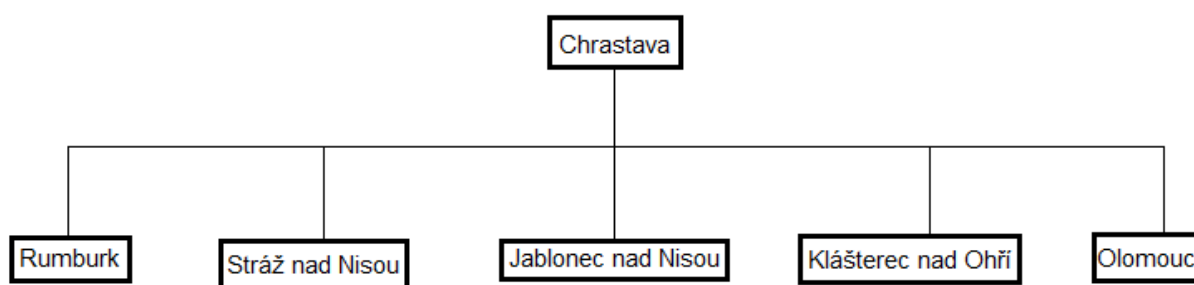 Chrastava
Rumburk
Stráž nad Nisou
Jablonec nad Nisou
Klášterec nad Ohří
Olomouc